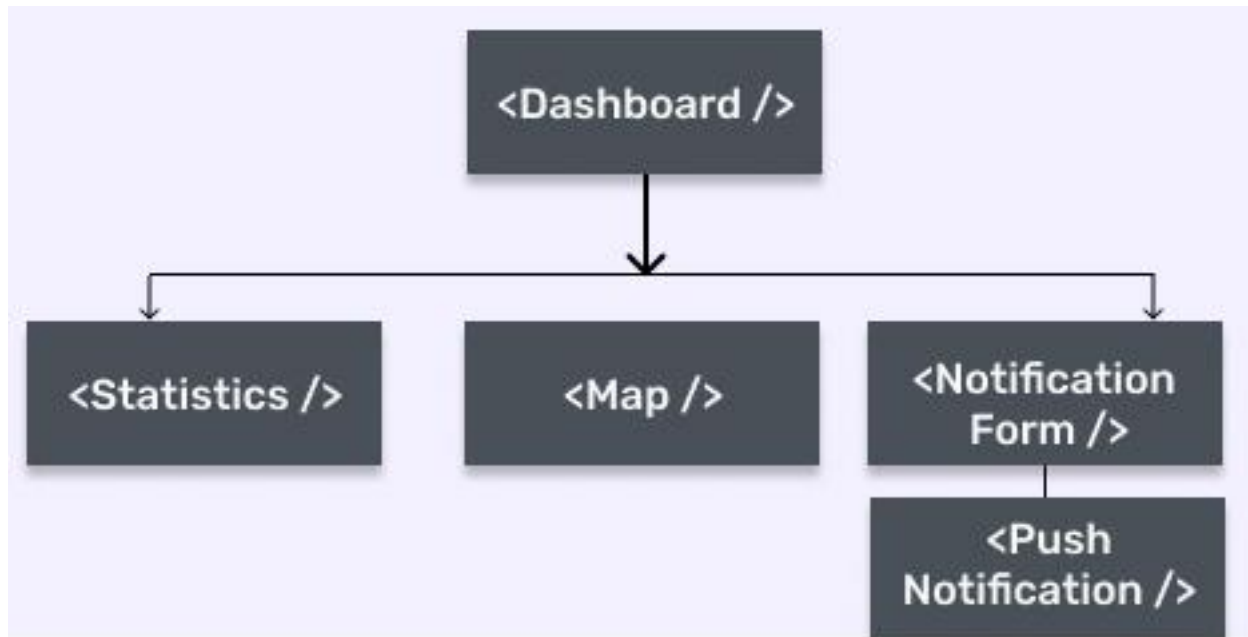 <Dashboard />
<Statistics />
<Map />
<Notification
Form />
<Push
Notification />